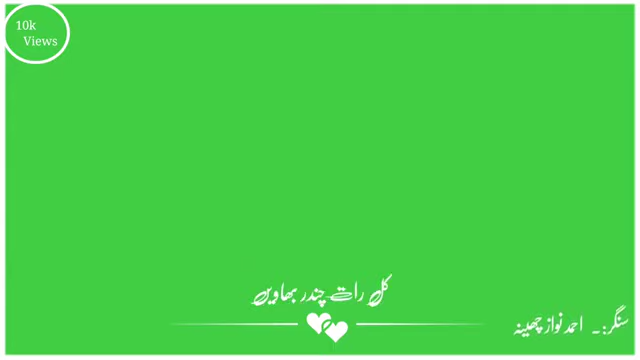 10k
Views
کل رات چندر بھاویں
سنگر:۔ احمد نواز چھینہ